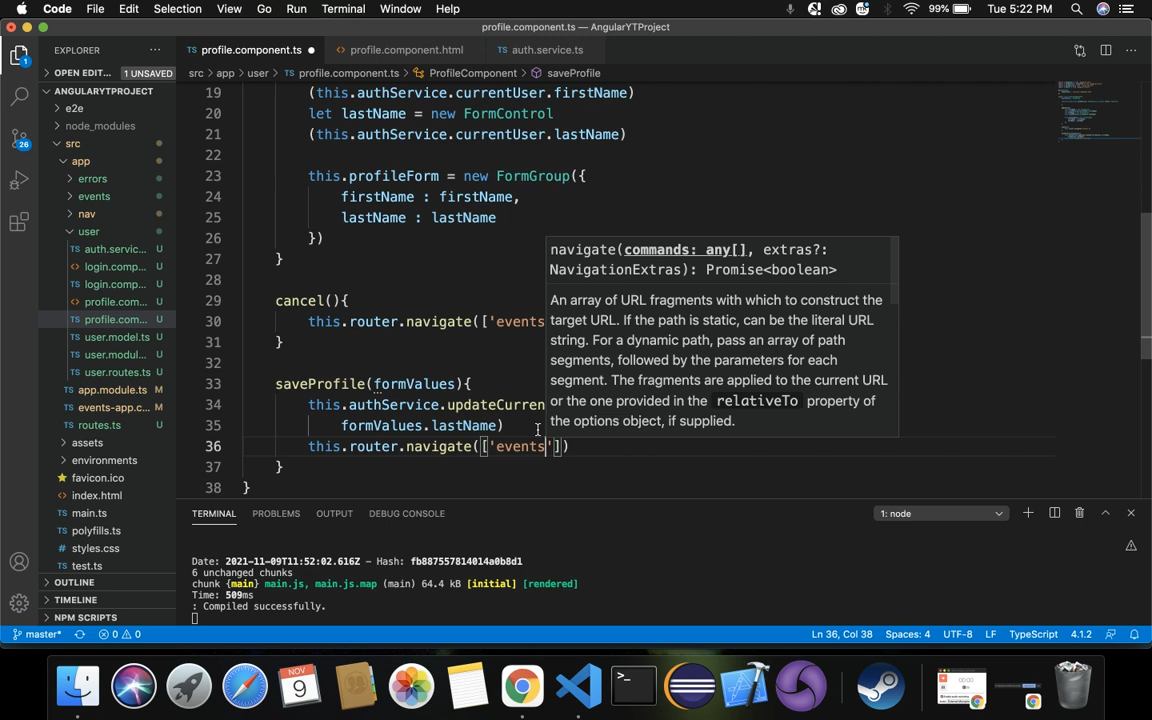 Code File Edit Selection View Go Run Terminal Window Help 99% Tue 5:22 PM
profile.component.ts — AngularYTProject
EXPLORER ··· TS profile.component.ts ● <> profile.component.html TS auth.service.ts
OPEN EDIT... 1 UNSAVED src > app > user > TS profile.component.ts > ProfileComponent > saveProfile
ANGULARYTPROJECT
e2e
node_modules
src
app
errors
events
nav
user
TS auth.servic... U
<> login.comp... U
TS login.comp... U
<> profile.com... U
TS profile.com... U
TS user.model.ts U
TS user.modul... U
TS user.routes.ts U
TS app.module.ts M
TS events-app.c... M
TS routes.ts U
assets
environments
favicon.ico
<> index.html
TS main.ts
TS polyfills.ts
# styles.css
TS test.ts
OUTLINE
TIMELINE
NPM SCRIPTS
1
26
19 (this.authService.currentUser.firstName)
20 let lastName = new FormControl
21 (this.authService.currentUser.lastName)
22
23 this.profileForm = new FormGroup({
24 firstName : firstName,
25 lastName : lastName
26 })
27 }
28
29 cancel(){
30 this.router.navigate(['events
31 }
32
33 saveProfile(formValues){
34 this.authService.updateCurren
35 formValues.lastName)
36 this.router.navigate(['events'])
37 }
38 }
navigate(commands: any[], extras?:
NavigationExtras): Promise<boolean>
An array of URL fragments with which to construct the
target URL. If the path is static, can be the literal URL
string. For a dynamic path, pass an array of path
segments, followed by the parameters for each
segment. The fragments are applied to the current URL
or the one provided in the relativeTo property of
the options object, if supplied.
TERMINAL PROBLEMS OUTPUT DEBUG CONSOLE 1: node
Date: 2021-11-09T11:52:02.616Z - Hash: fb887557814014a0b8d1
6 unchanged chunks
chunk {main} main.js, main.js.map (main) 64.4 kB [initial] [rendered]
Time: 509ms
: Compiled successfully.
master* 0 0 Ln 36, Col 38 Spaces: 4 UTF-8 LF TypeScript 4.1.2
NOV
9
>_
00:00